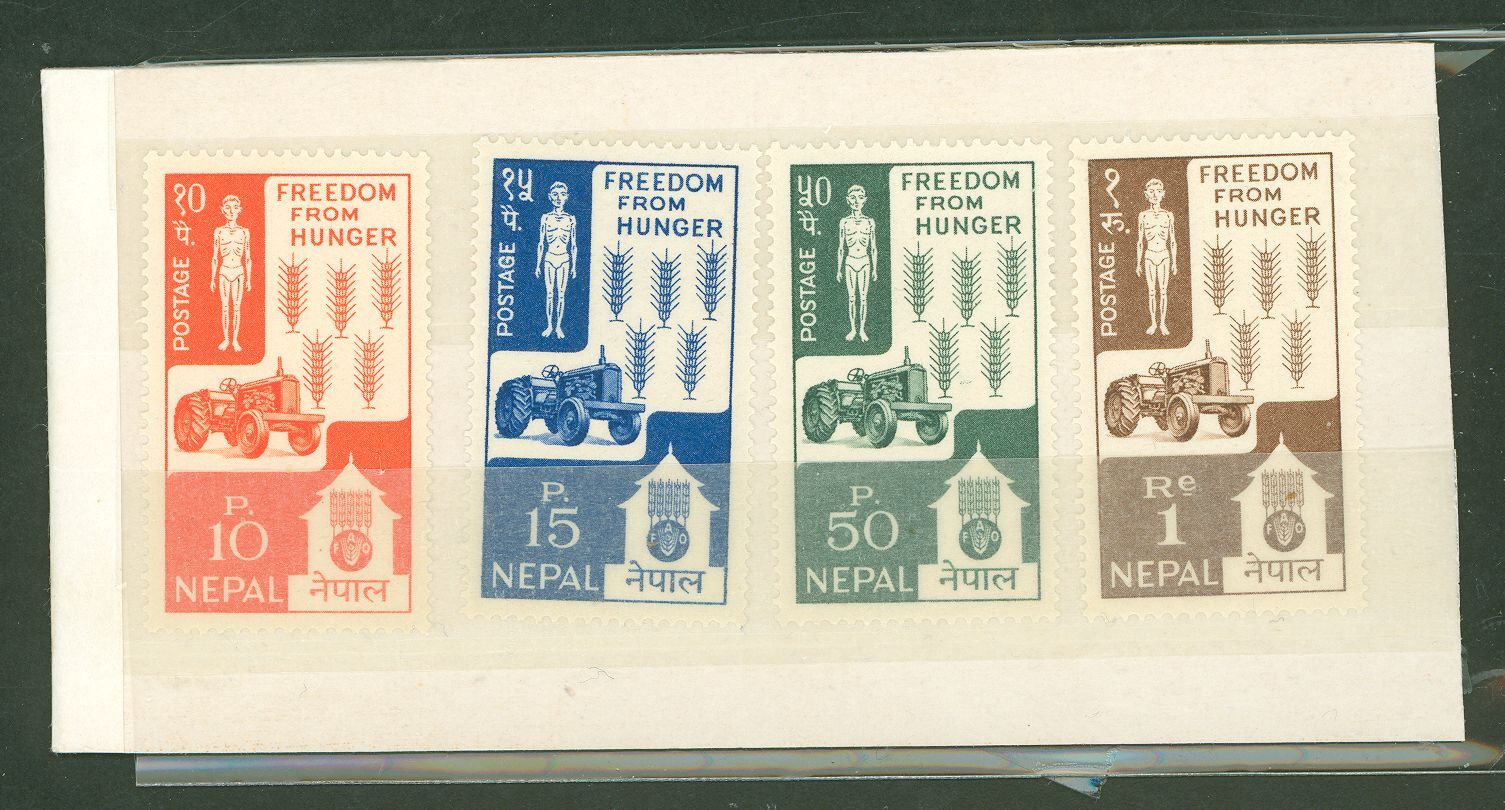 १०
पै.
POSTAGE
FREEDOM
FROM
HUNGER
P.
10
FAO
NEPAL
नेपाल
१५
पै.
POSTAGE
FREEDOM
FROM
HUNGER
P.
15
FAO
NEPAL
नेपाल
५०
पै.
POSTAGE
FREEDOM
FROM
HUNGER
P.
50
FAO
NEPAL
नेपाल
१
रु.
POSTAGE
FREEDOM
FROM
HUNGER
Re
1
FAO
NEPAL
नेपाल